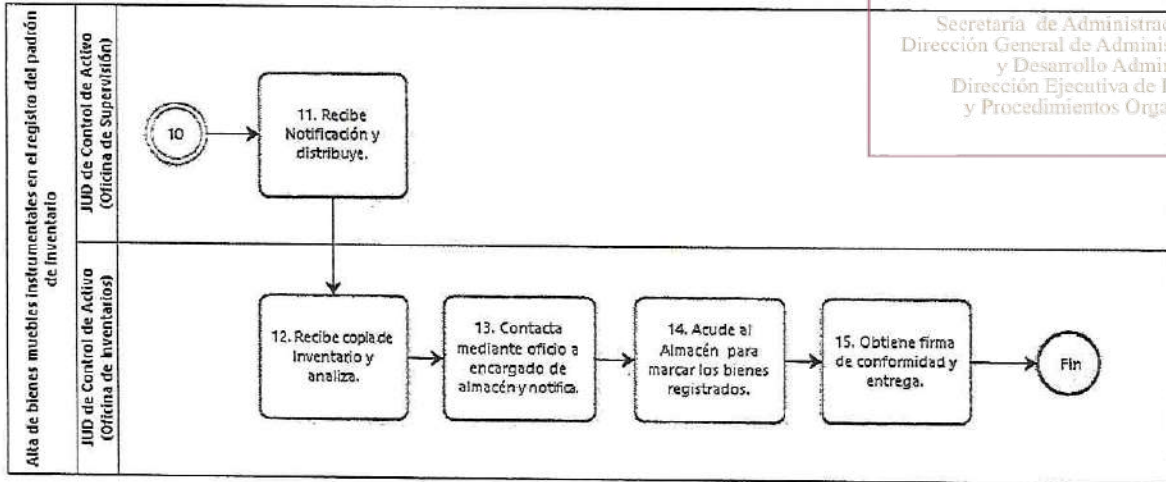 Secretaría de Administra
Dirección General de Adminis
y Desarrollo Admi
Dirección Ejecutiva de
y Procedimientos Orga
Alta de bienes muebles instrumentales en el registro del padrón
de Inventario
JUD de Control de Activo
(Oficina de Supervisión)
10
11. Recibe
Notificación y
distribuye.
JUD de Control de Activo
(Oficina de Inventarios)
12. Recibe copia de
Inventario y
analiza.
13. Contacta
mediante oficio a
encargado de
almacén y notifica.
14. Acude al
Almacén para
marcar los bienes
registrados.
15. Obtiene firma
de conformidad y
entrega.
Fin